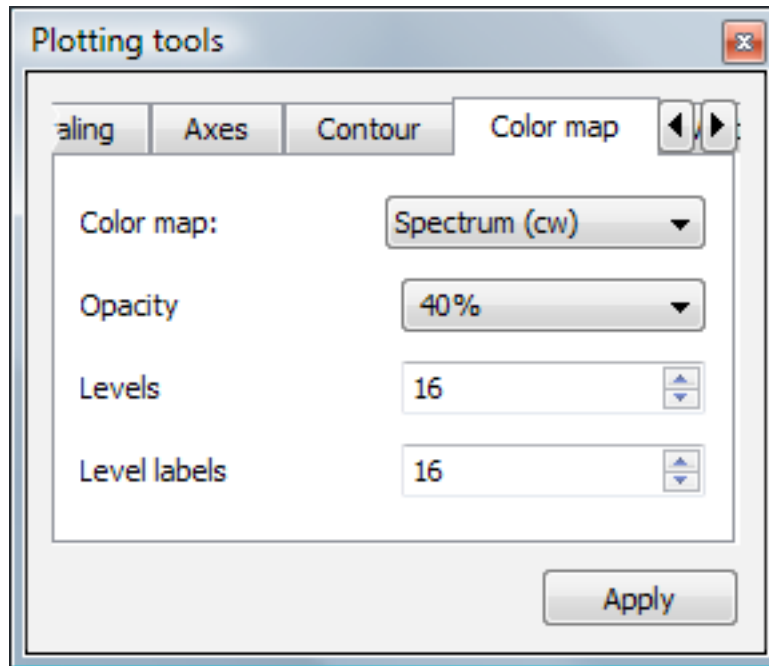 Plotting tools
aling Axes Contour Color map
Color map: Spectrum (cw)
Opacity 40%
Levels 16
Level labels 16
Apply